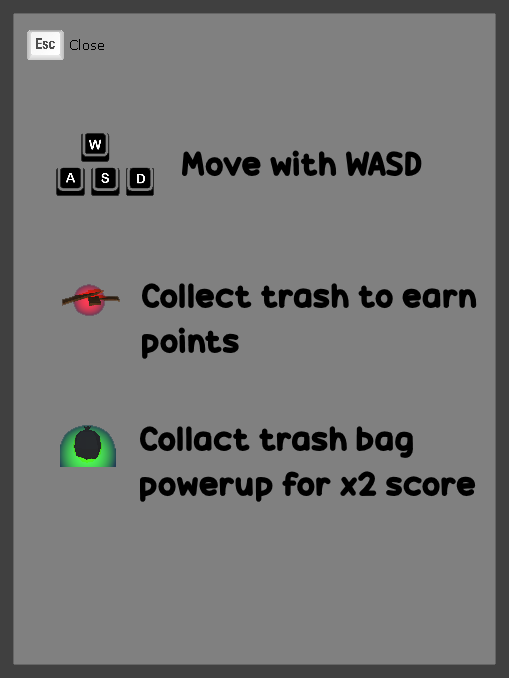 Esc Close
W
A S D
Move with WASD
Collect trash to earn
points
Collact trash bag
powerup for x2 score